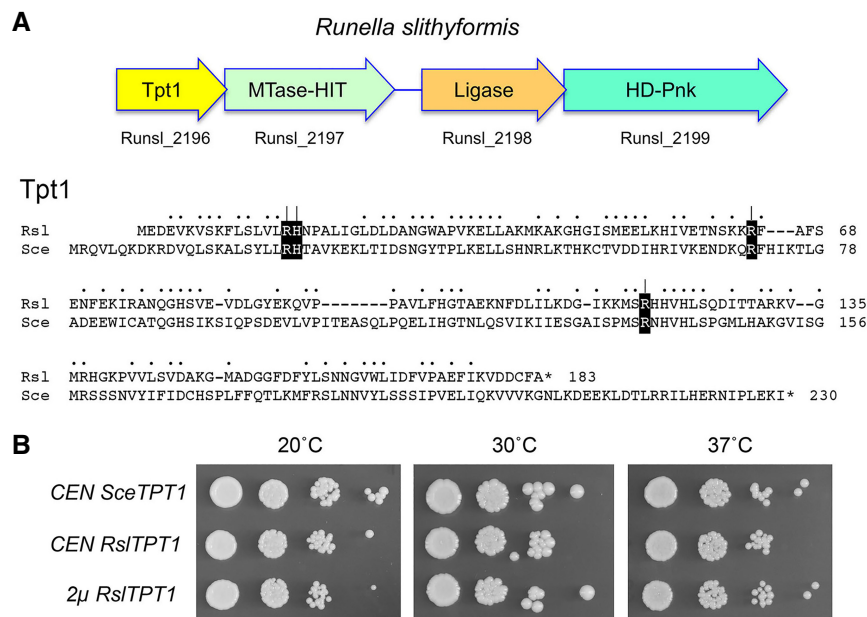 A
Runella slithyformis
Tpt1 MTase-HIT Ligase HD-Pnk
Runsl_2196 Runsl_2197 Runsl_2198 Runsl_2199
Tpt1
Rsl MEDEVKVSKFLSLVLRHNPALIGLDLDANGWAPVKELLAKMKAKGHGISMEELKHIVETNSKKRF---AFS 68
Sce MRQVLQKDKRDVQLSKALSYLLRHTAVKEKLTIDSNGYTPLKELLSHNRLKTHKCTVDDIHRIVKENDKQRFHIKTLG 78
Rsl ENFEKIRANQGHSVE-VDLGYEKQVP-------PAVLFHGTAEKNFDLILKDG-IKKMSRHHVHLSQDITTARKV--G 135
Sce ADEEWICATQGHSIKSIQPSDEVLVPITEASQLPQELIHGTNLQSVIKIIESGAISPMSRNHVHLSPGMLHAKGVISG 156
Rsl MRHGKPVVLSVDAKG-MADGGFDFYLSNNGVWLIDFVPAEFIKVDDCFA* 183
Sce MRSSSNVYIFIDCHSPLFFQTLKMFRSLNNVYLSSSIPVELIQKVVVKGNLKDEEKLDTLRRILHERNIPLEKI* 230
B
20˚C 30˚C 37˚C
CEN SceTPT1
CEN RslTPT1
2µ RslTPT1